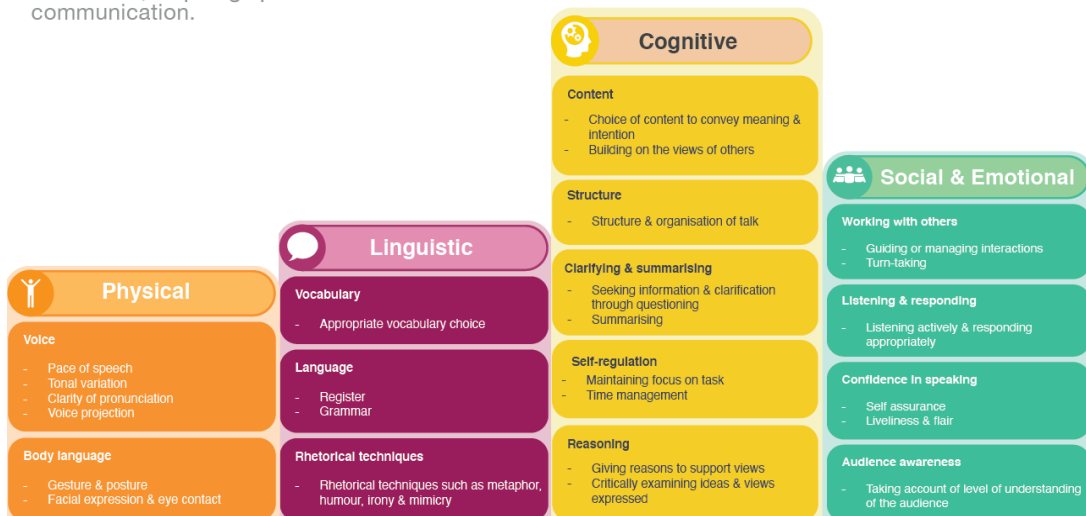 communication.
Physical
Voice
- Pace of speech
- Tonal variation
- Clarity of pronunciation
- Voice projection
Body language
- Gesture & posture
- Facial expression & eye contact
Linguistic
Vocabulary
- Appropriate vocabulary choice
Language
- Register
- Grammar
Rhetorical techniques
- Rhetorical techniques such as metaphor,
humour, irony & mimicry
Cognitive
Content
- Choice of content to convey meaning &
intention
- Building on the views of others
Structure
- Structure & organisation of talk
Clarifying & summarising
- Seeking information & clarification
through questioning
- Summarising
Self-regulation
- Maintaining focus on task
- Time management
Reasoning
- Giving reasons to support views
- Critically examining ideas & views
expressed
Social & Emotional
Working with others
- Guiding or managing interactions
- Turn-taking
Listening & responding
- Listening actively & responding
appropriately
Confidence in speaking
- Self assurance
- Liveliness & flair
Audience awareness
- Taking account of level of understanding
of the audience